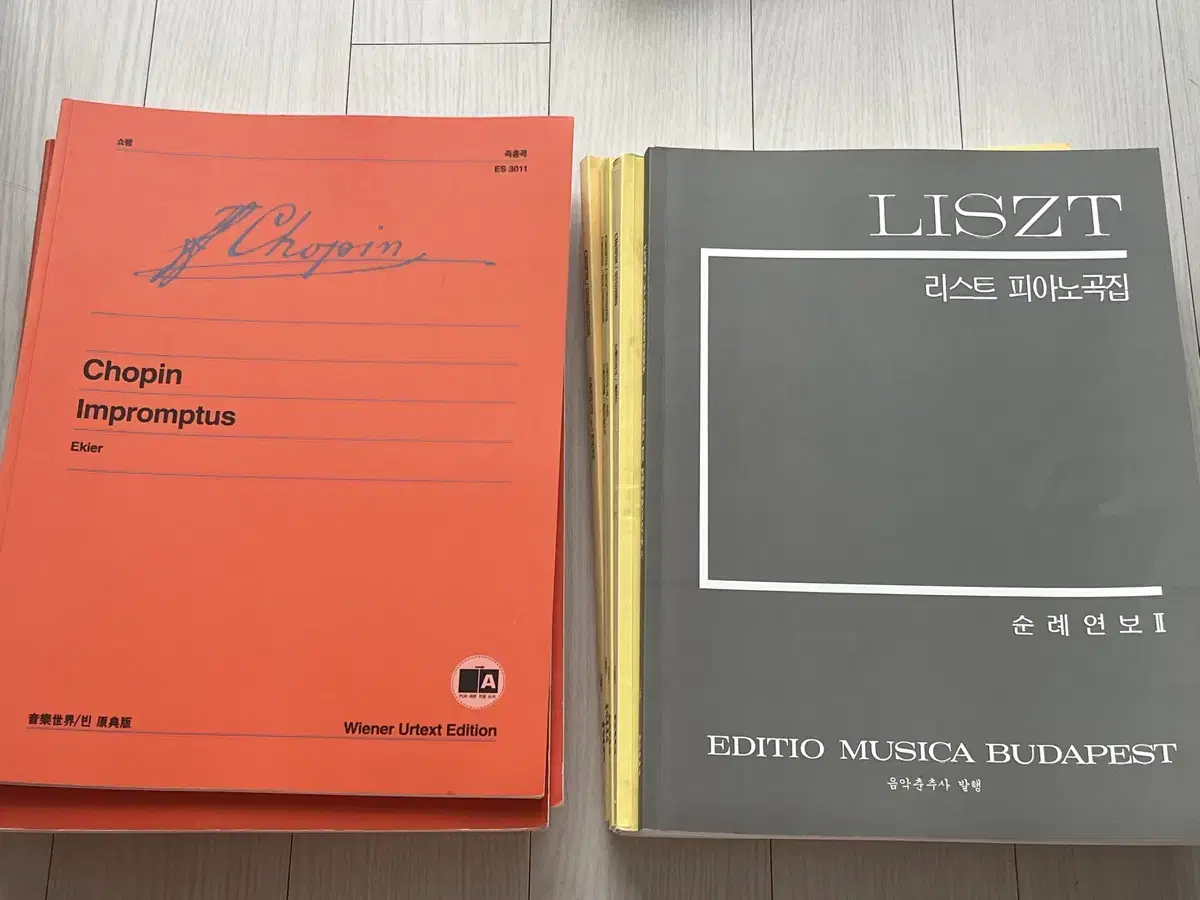 쇼팽
즉흥곡
ES 3011
Chopin
Chopin
Impromptus
Ekier
A
音樂世界/빈 原典版
Wiener Urtext Edition
LISZT
리스트 피아노곡집
순례연보 Ⅱ
EDITIO MUSICA BUDAPEST
음악춘추사 발행